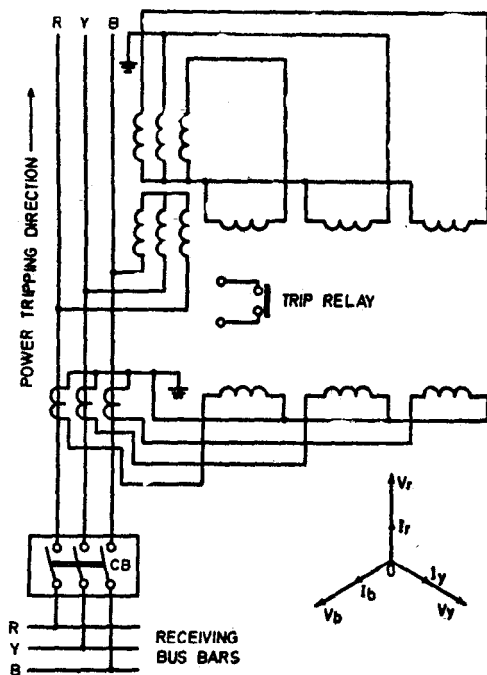 R Y B
POWER TRIPPING DIRECTION
TRIP RELAY
CB
R
Y
B
RECEIVING
BUS BARS
Vr
Ir
O
Ib
Iy
Vb
Vy